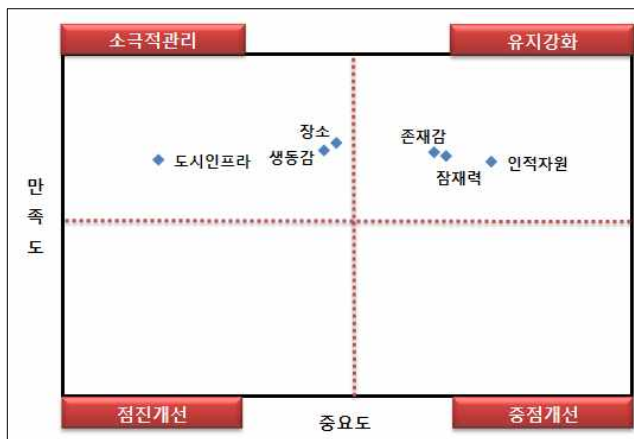 소극적관리
유지강화
장소
존재감
도시인프라
생동감
잠재력
인적자원
만
족
도
점진개선
중요도
중점개선